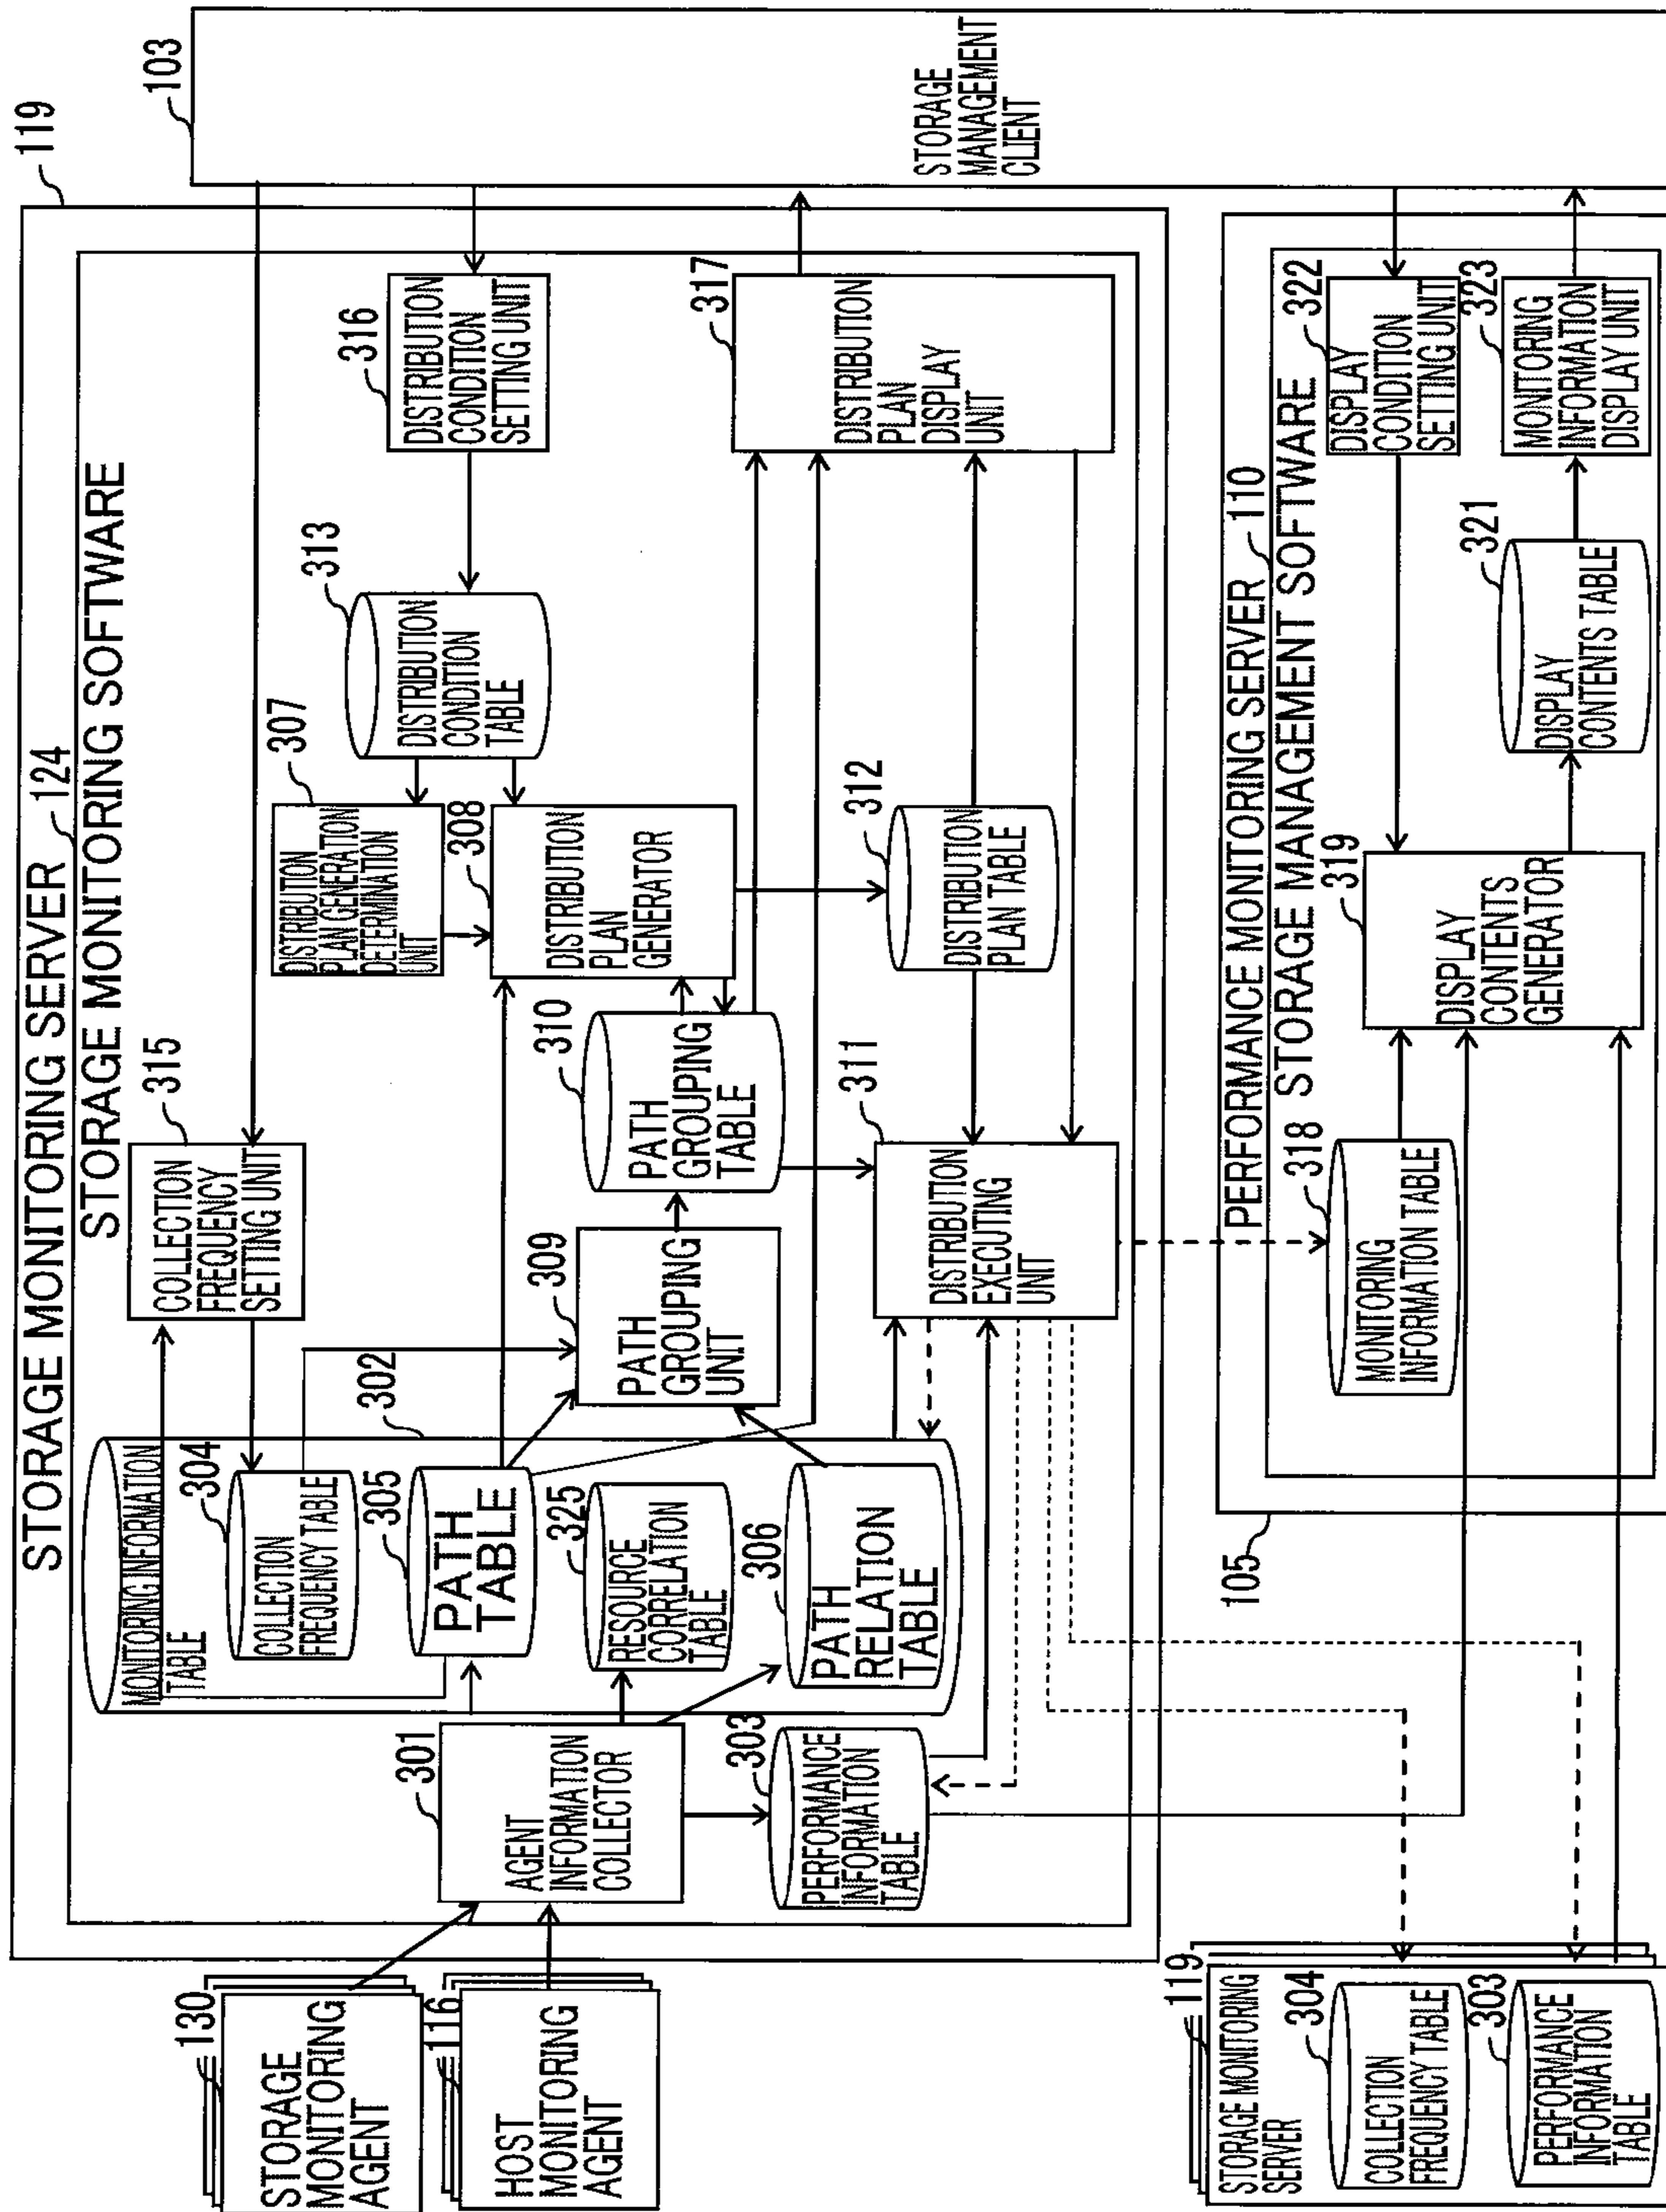 STORAGE MONITORING SERVER
119
124
STORAGE MONITORING SOFTWARE
130
STORAGE
MONITORING
AGENT
116
HOST
MONITORING
AGENT
301
AGENT
INFORMATION
COLLECTOR
302
MONITORING INFORMATION
TABLE
304
COLLECTION
FREQUENCY TABLE
305
PATH
TABLE
325
RESOURCE
CORRELATION
TABLE
306
PATH
RELATION
TABLE
303
PERFORMANCE
INFORMATION
TABLE
315
COLLECTION
FREQUENCY
SETTING UNIT
309
PATH
GROUPING
UNIT
310
PATH
GROUPING
TABLE
311
DISTRIBUTION
EXECUTING
UNIT
307
DISTRIBUTION
PLAN GENERATION
DETERMINATION
UNIT
308
DISTRIBUTION
PLAN
GENERATOR
312
DISTRIBUTION
PLAN TABLE
313
DISTRIBUTION
CONDITION
TABLE
316
DISTRIBUTION
CONDITION
SETTING UNIT
317
DISTRIBUTION
PLAN
DISPLAY
UNIT
103
STORAGE
MANAGEMENT
CLIENT
119
STORAGE MONITORING
SERVER
304
COLLECTION
FREQUENCY TABLE
303
PERFORMANCE
INFORMATION
TABLE
105
PERFORMANCE MONITORING SERVER
110
STORAGE MANAGEMENT SOFTWARE
318
MONITORING
INFORMATION TABLE
319
DISPLAY
CONTENTS
GENERATOR
321
DISPLAY
CONTENTS TABLE
322
DISPLAY
CONDITION
SETTING UNIT
323
MONITORING
INFORMATION
DISPLAY UNIT